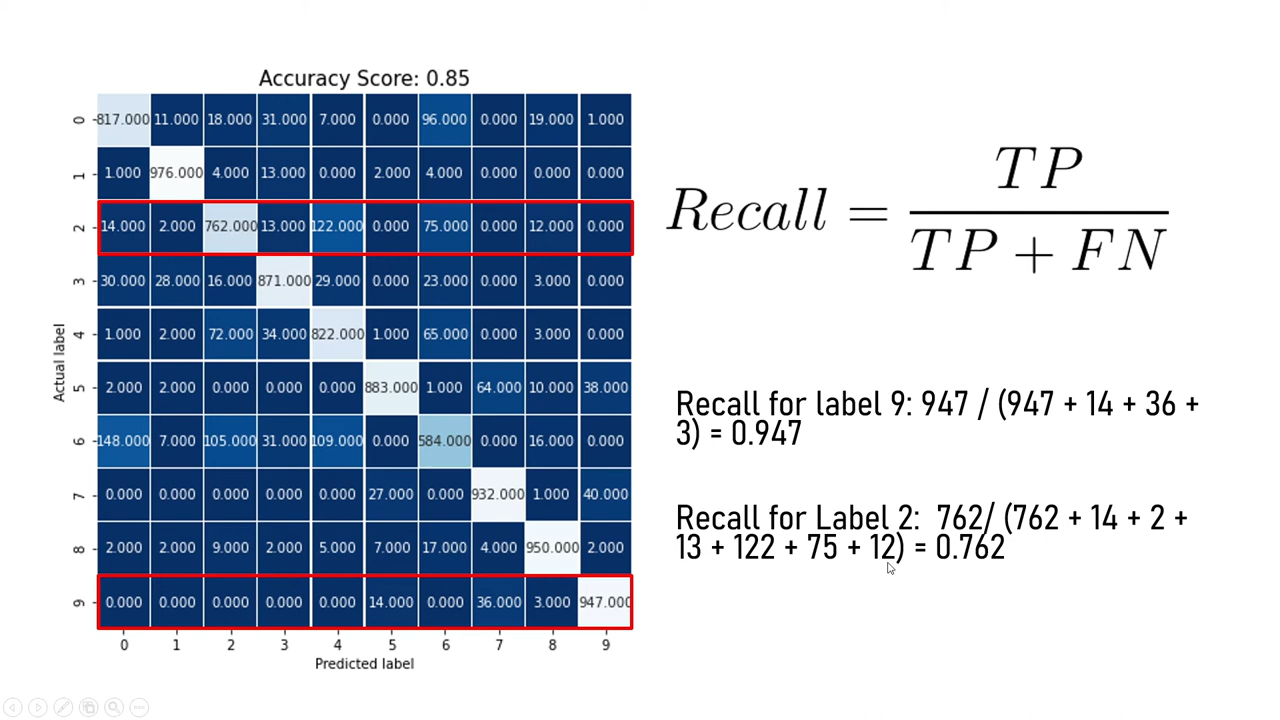 Accuracy Score: 0.85
0 817.000 11.000 18.000 31.000 7.000 0.000 96.000 0.000 19.000 1.000
1 1.000 976.000 4.000 13.000 0.000 2.000 4.000 0.000 0.000 0.000
2 14.000 2.000 762.000 13.000 122.000 0.000 75.000 0.000 12.000 0.000
3 30.000 28.000 16.000 871.000 29.000 0.000 23.000 0.000 3.000 0.000
4 1.000 2.000 72.000 34.000 822.000 1.000 65.000 0.000 3.000 0.000
5 2.000 2.000 0.000 0.000 0.000 883.000 1.000 64.000 10.000 38.000
6 148.000 7.000 105.000 31.000 109.000 0.000 584.000 0.000 16.000 0.000
7 0.000 0.000 0.000 0.000 0.000 27.000 0.000 932.000 1.000 40.000
8 2.000 2.000 9.000 2.000 5.000 7.000 17.000 4.000 950.000 2.000
9 0.000 0.000 0.000 0.000 0.000 14.000 0.000 36.000 3.000 947.000
0 1 2 3 4 5 6 7 8 9
Actual label
Predicted label
Recall = TP / TP + FN
Recall for label 9: 947 / (947 + 14 + 36 +
3) = 0.947
Recall for Label 2: 762/ (762 + 14 + 2 +
13 + 122 + 75 + 12) = 0.762